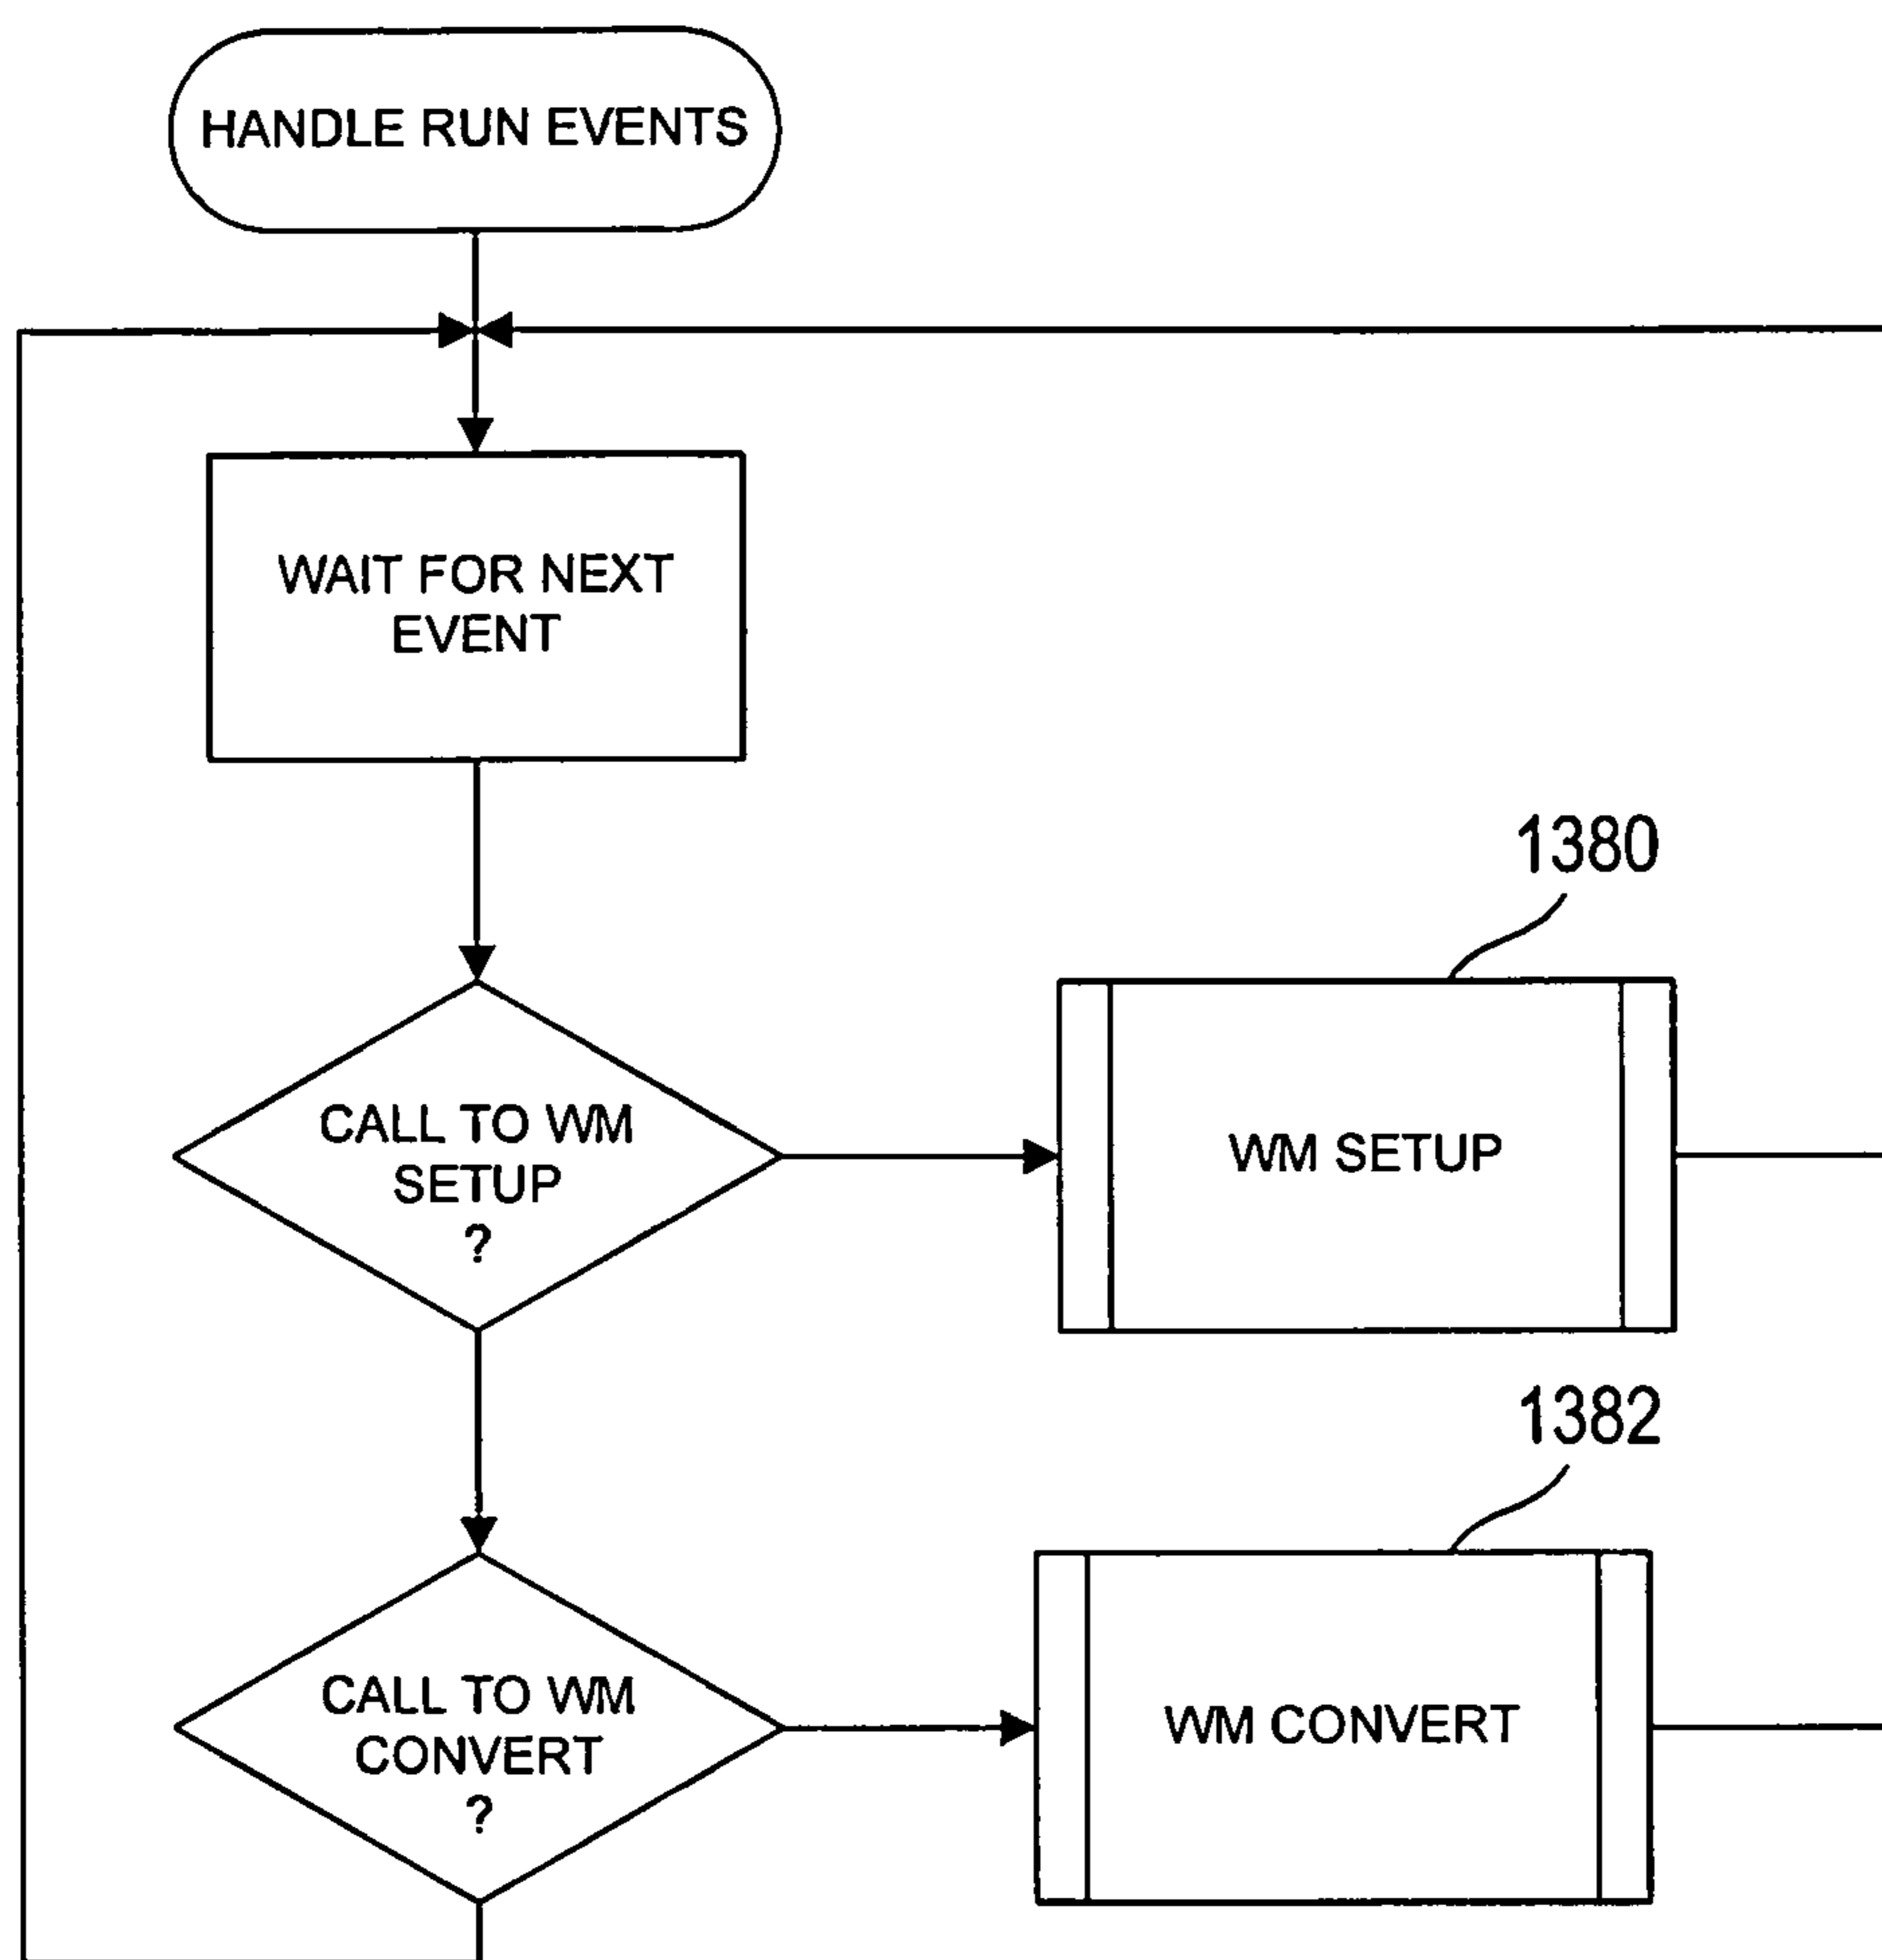 HANDLE RUN EVENTS
WAIT FOR NEXT
EVENT
1380
CALL TO WM
SETUP
?
WM SETUP
1382
CALL TO WM
CONVERT
?
WM CONVERT